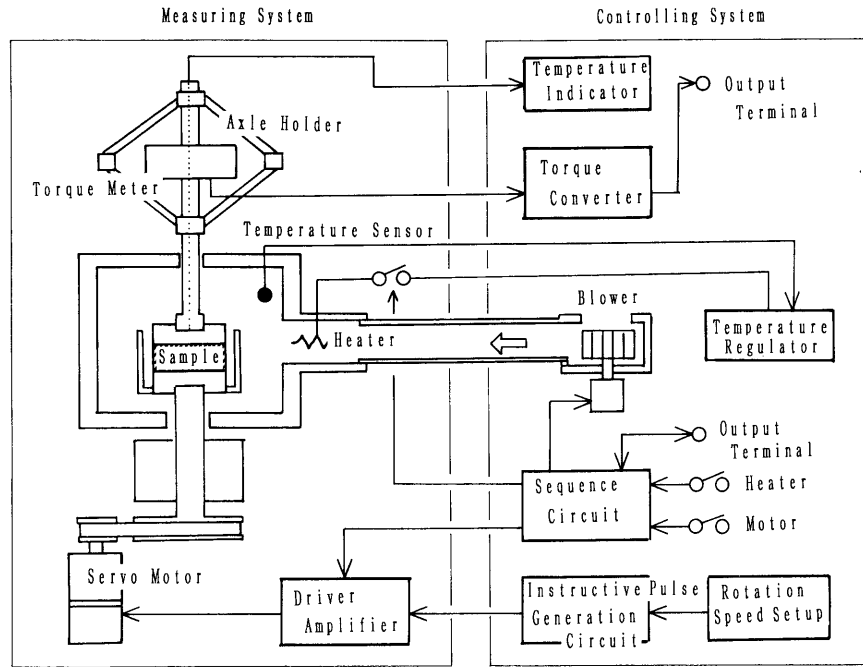 Measuring System
Controlling System
Temperature
Indicator
Output
Terminal
Axle Holder
Torque Meter
Torque
Converter
Temperature Sensor
Blower
Heater
Temperature
Regulator
Sample
Output
Terminal
Sequence
Circuit
Heater
Motor
Servo Motor
Driver
Amplifier
Instructive Pulse
Generation
Circuit
Rotation
Speed Setup